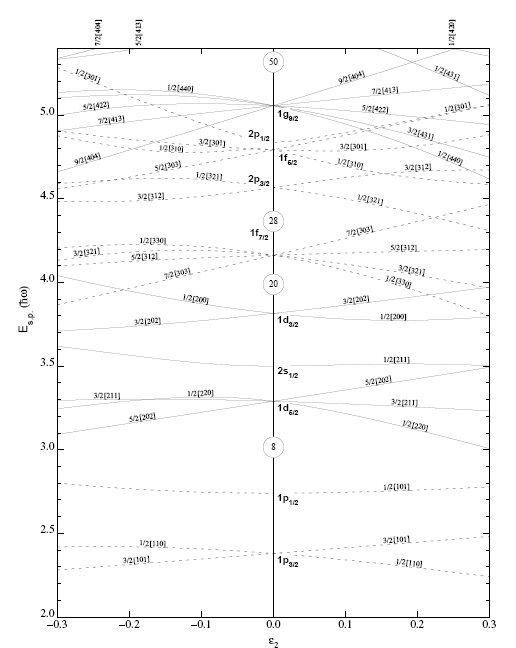 7/2[404] 5/2[413] 1/2[420]
50
1/2[301] 1/2[440] 9/2[404] 1/2[431]
5/2[422] 7/2[413]
5.0 7/2[413] 1g9/2 5/2[422] 1/2[301]
2p1/2 3/2[431]
9/2[404] 1/2[310] 3/2[301] 1f5/2 3/2[301] 1/2[440]
5/2[303] 1/2[310] 3/2[312]
1/2[321] 2p3/2
4.5 3/2[312] 1/2[321]
28
1f7/2 7/2[303]
1/2[330] 5/2[312]
3/2[321] 5/2[312]
7/2[303] 3/2[321]
4.0 20 1/2[330]
1/2[200] 3/2[202]
3/2[202] 1d3/2 1/2[200]
Es.p. (ħω)
3.5 1/2[211]
2s1/2
5/2[202]
3/2[211] 1/2[220] 1d5/2 3/2[211]
5/2[202] 1/2[220]
3.0 8
1p1/2 1/2[101]
2.5
1/2[110] 3/2[101]
3/2[101] 1p3/2 1/2[110]
2.0
−0.3 −0.2 −0.1 0.0 0.1 0.2 0.3
ε2